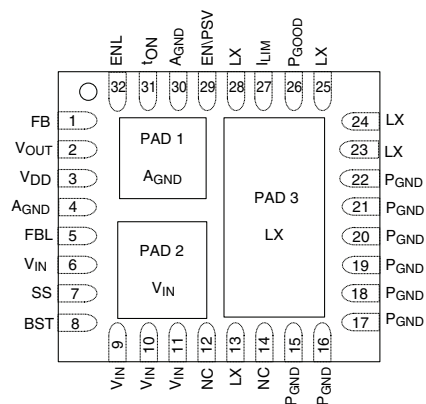 ENL
tON
AGND
EN\PSV
LX
ILIM
PGOOD
LX
32
31
30
29
28
27
26
25
FB 1
VOUT 2
VDD 3
AGND 4
FBL 5
VIN 6
SS 7
BST 8
PAD 1
AGND
PAD 2
VIN
PAD 3
LX
24 LX
23 LX
22 PGND
21 PGND
20 PGND
19 PGND
18 PGND
17 PGND
9
10
11
12
13
14
15
16
VIN
VIN
VIN
NC
LX
NC
PGND
PGND